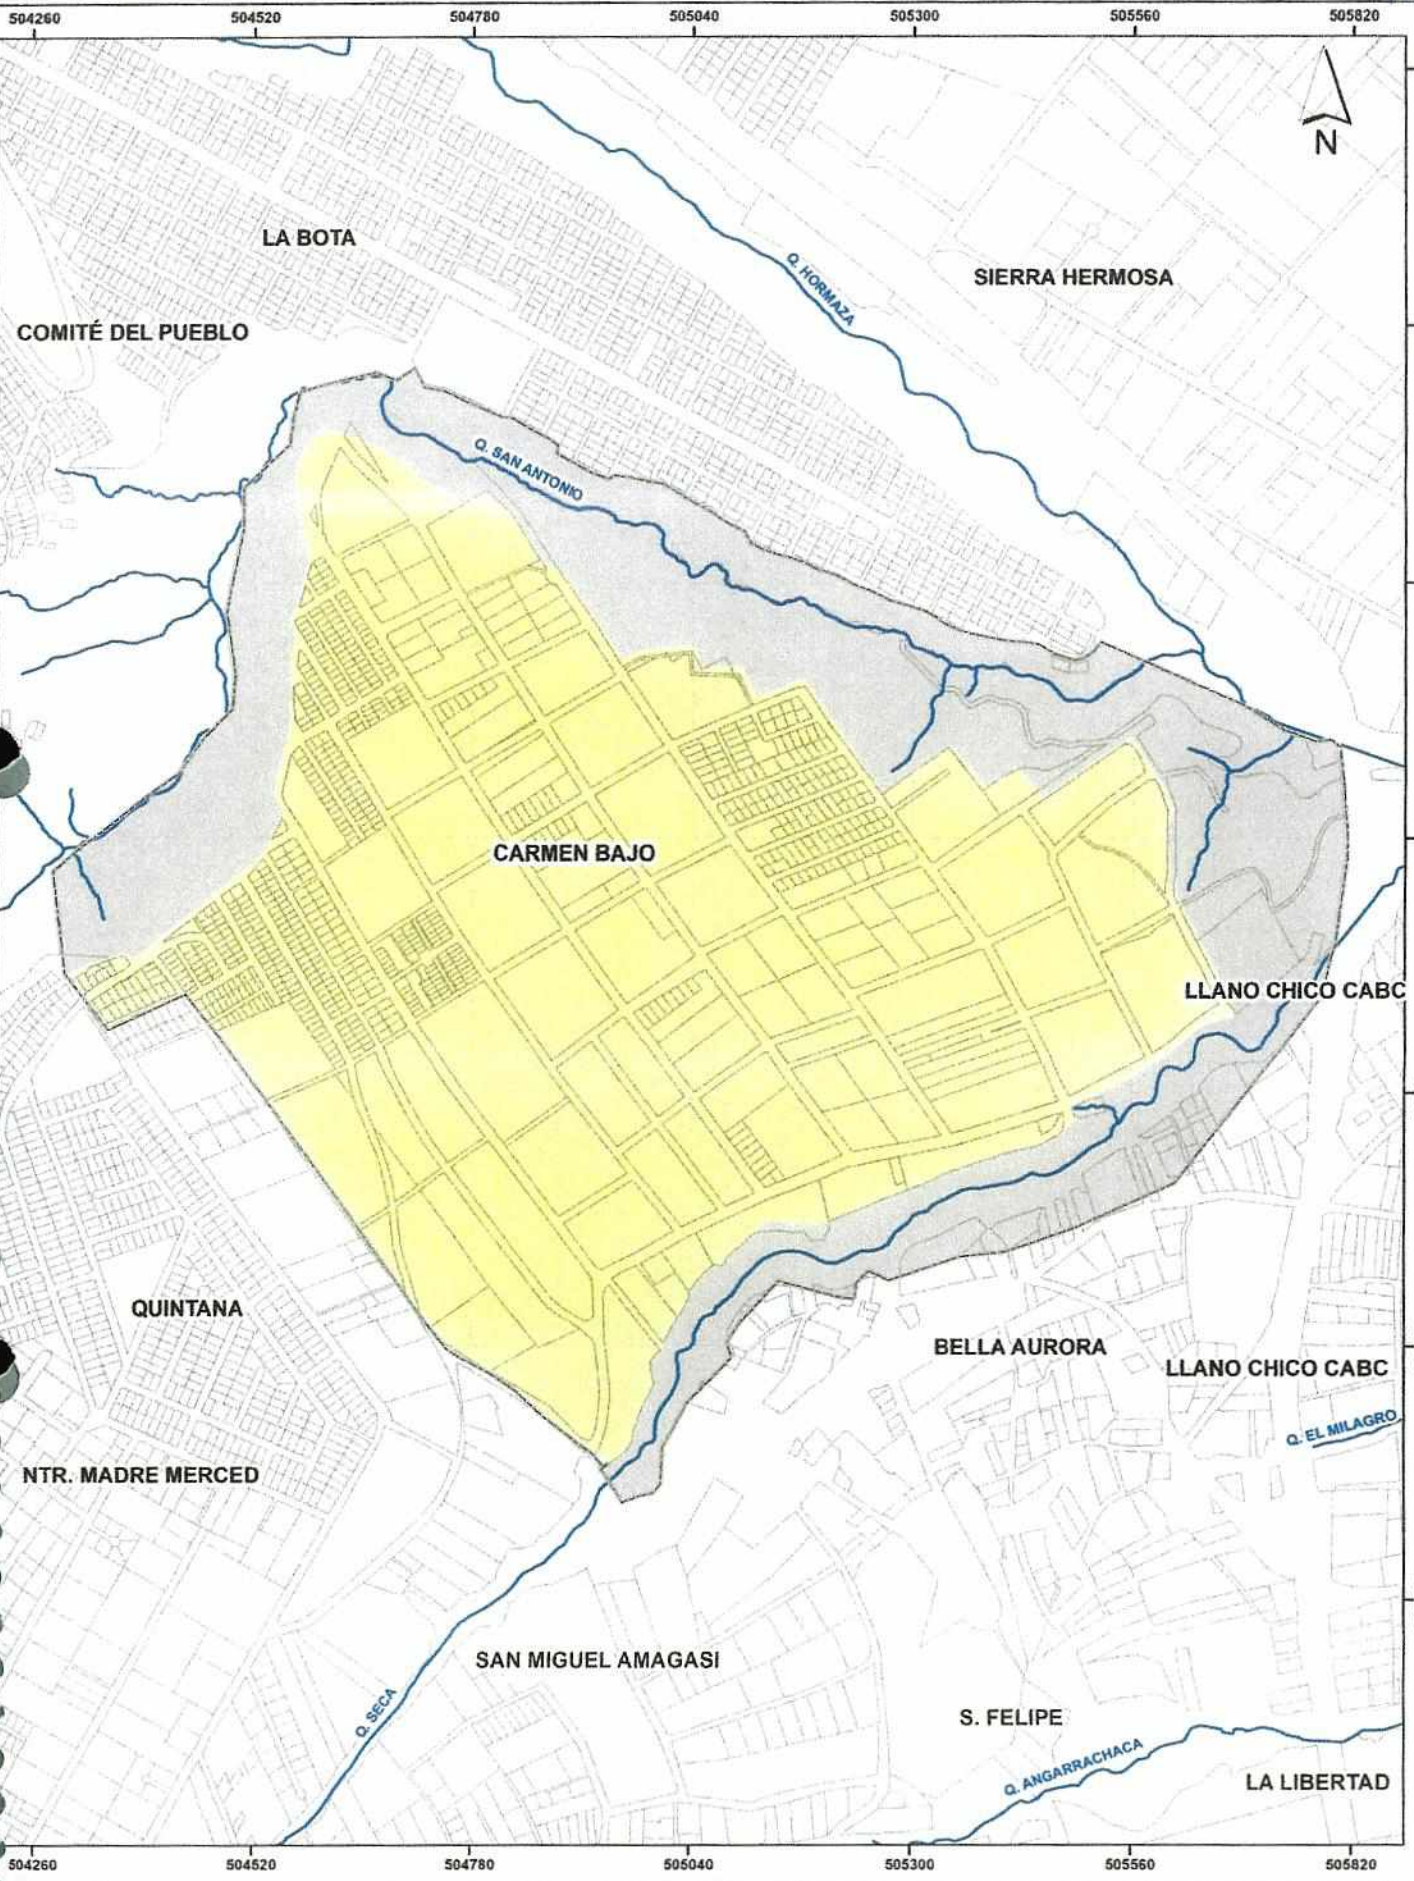 504260 504520 504780 505040 505300 505560 505820
N
LA BOTA
Q. HORMAZA
SIERRA HERMOSA
COMITÉ DEL PUEBLO
Q. SAN ANTONIO
CARMEN BAJO
LLANO CHICO CABC
QUINTANA
BELLA AURORA
LLANO CHICO CABC
Q. EL MILAGRO
NTR. MADRE MERCED
SAN MIGUEL AMAGASI
Q. SECA
S. FELIPE
Q. ANGARRACHACA
LA LIBERTAD
504260 504520 504780 505040 505300 505560 505820